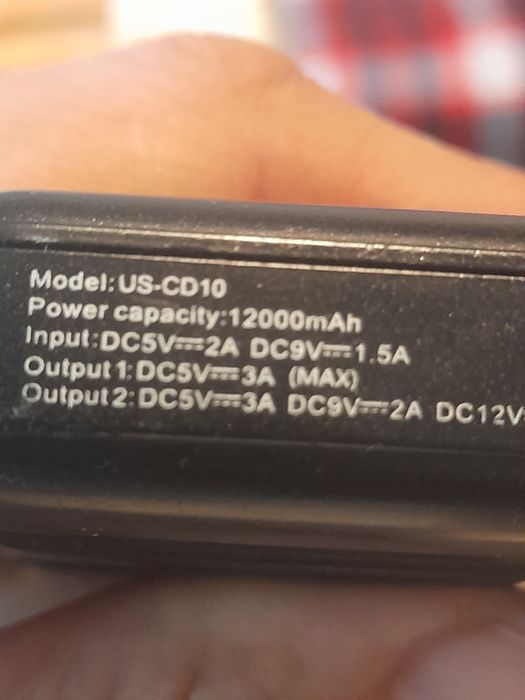 Model:US-CD10
Power capacity:12000mAh
Input:DC5V⎓2A DC9V⎓1.5A
Output 1:DC5V⎓3A (MAX)
Output 2:DC5V⎓3A DC9V⎓2A DC12V